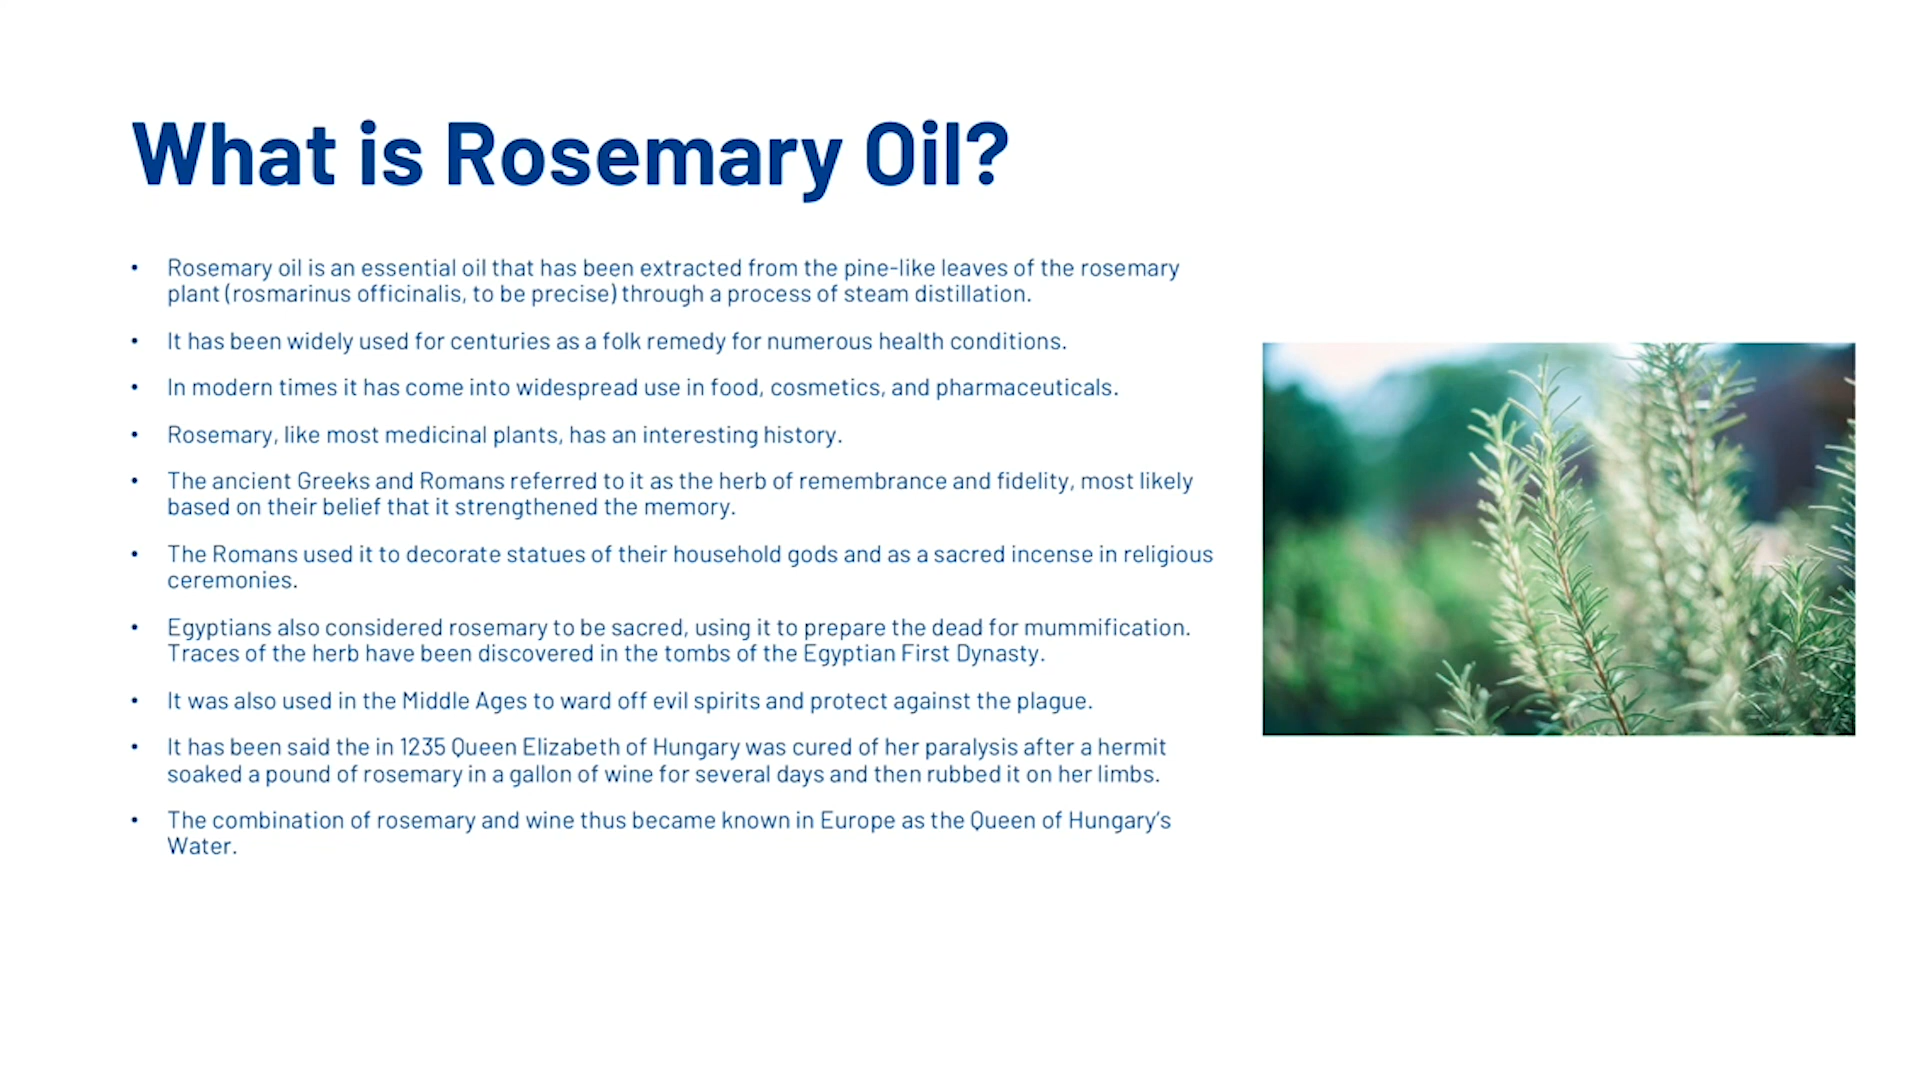 What is Rosemary Oil?
• Rosemary oil is an essential oil that has been extracted from the pine-like leaves of the rosemary
plant (rosmarinus officinalis, to be precise) through a process of steam distillation.
• It has been widely used for centuries as a folk remedy for numerous health conditions.
• In modern times it has come into widespread use in food, cosmetics, and pharmaceuticals.
• Rosemary, like most medicinal plants, has an interesting history.
• The ancient Greeks and Romans referred to it as the herb of remembrance and fidelity, most likely
based on their belief that it strengthened the memory.
• The Romans used it to decorate statues of their household gods and as a sacred incense in religious
ceremonies.
• Egyptians also considered rosemary to be sacred, using it to prepare the dead for mummification.
Traces of the herb have been discovered in the tombs of the Egyptian First Dynasty.
• It was also used in the Middle Ages to ward off evil spirits and protect against the plague.
• It has been said the in 1235 Queen Elizabeth of Hungary was cured of her paralysis after a hermit
soaked a pound of rosemary in a gallon of wine for several days and then rubbed it on her limbs.
• The combination of rosemary and wine thus became known in Europe as the Queen of Hungary's
Water.